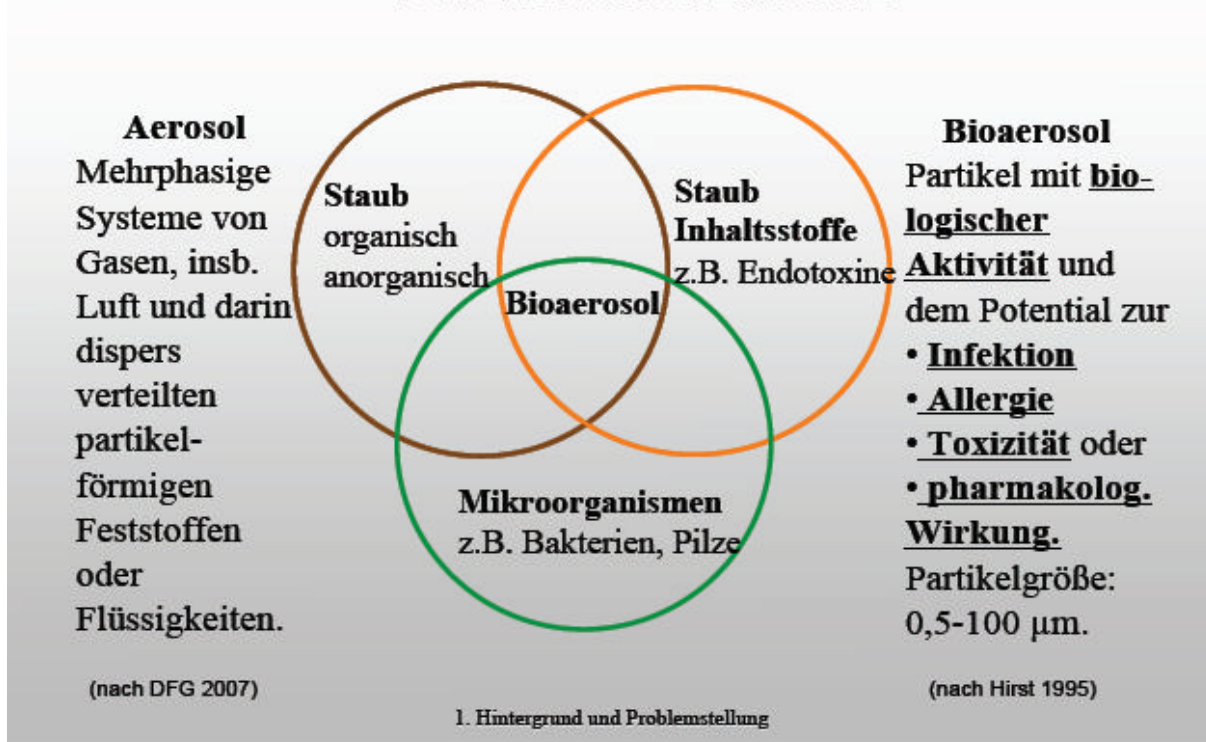 Aerosol
Mehrphasige
Systeme von
Gasen, insb.
Luft und darin
dispers
verteilten
partikel-
förmigen
Feststoffen
oder
Flüssigkeiten.
(nach DFG 2007)
Staub
organisch
anorganisch
Staub
Inhaltsstoffe
z.B. Endotoxine
Bioaerosol
Mikroorganismen
z.B. Bakterien, Pilze
Bioaerosol
Partikel mit bio-
logischer
Aktivität und
dem Potential zur
• Infektion
• Allergie
• Toxizität oder
• pharmakolog.
Wirkung.
Partikelgröße:
0,5-100 µm.
(nach Hirst 1995)
1. Hintergrund und Problemstellung